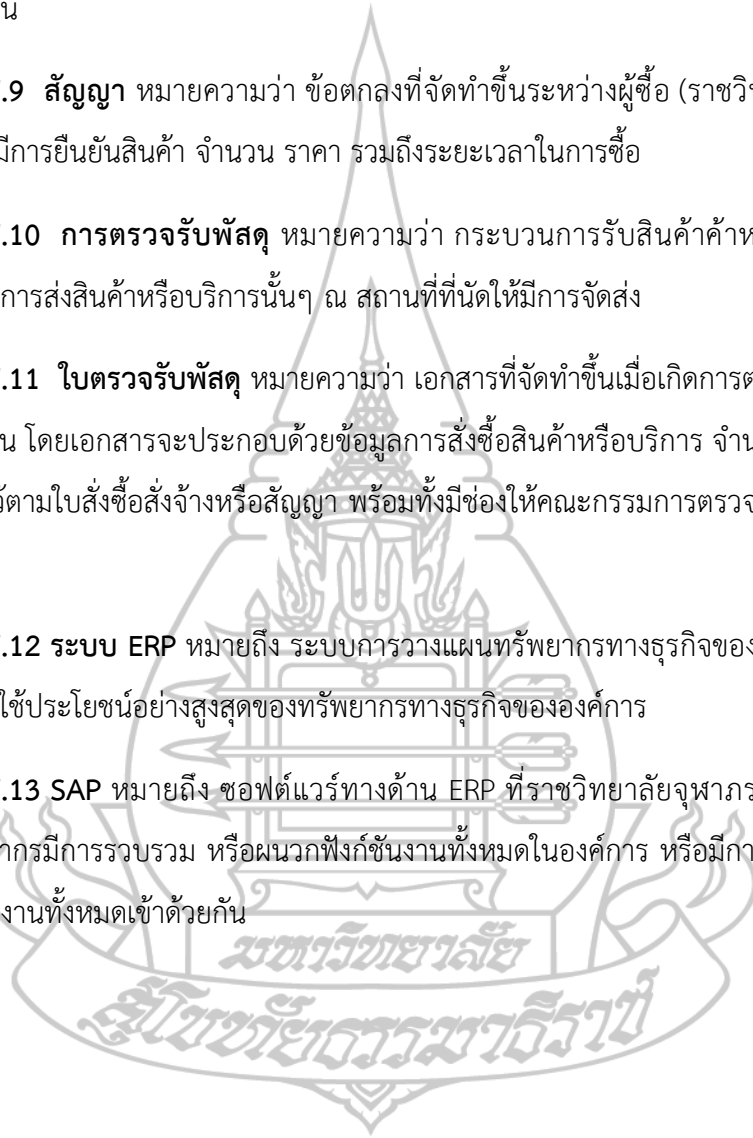 น
.9 สัญญา หมายความว่า ข้อตกลงที่จัดทำขึ้นระหว่างผู้ซื้อ (ราชวิ
มีการยืนยันสินค้า จำนวน ราคา รวมถึงระยะเวลาในการซื้อ
.10 การตรวจรับพัสดุ หมายความว่า กระบวนการรับสินค้าค้าห
การส่งสินค้าหรือบริการนั้นๆ ณ สถานที่ที่นัดให้มีการจัดส่ง
.11 ใบตรวจรับพัสดุ หมายความว่า เอกสารที่จัดทำขึ้นเมื่อเกิดการต
น โดยเอกสารจะประกอบด้วยข้อมูลการสั่งซื้อสินค้าหรือบริการ จำน
ตามใบสั่งซื้อสั่งจ้างหรือสัญญา พร้อมทั้งมีช่องให้คณะกรรมการตรวจ
.12 ระบบ ERP หมายถึง ระบบการวางแผนทรัพยากรทางธุรกิจของ
ใช้ประโยชน์อย่างสูงสุดของทรัพยากรทางธุรกิจขององค์การ
.13 SAP หมายถึง ซอฟต์แวร์ทางด้าน ERP ที่ราชวิทยาลัยจุฬาภร
ากรมีการรวบรวม หรือผนวกฟังก์ชันงานทั้งหมดในองค์การ หรือมีกา
งานทั้งหมดเข้าด้วยกัน
มหาวิทยาลัย
สุโขทัยธรรมาธิราช